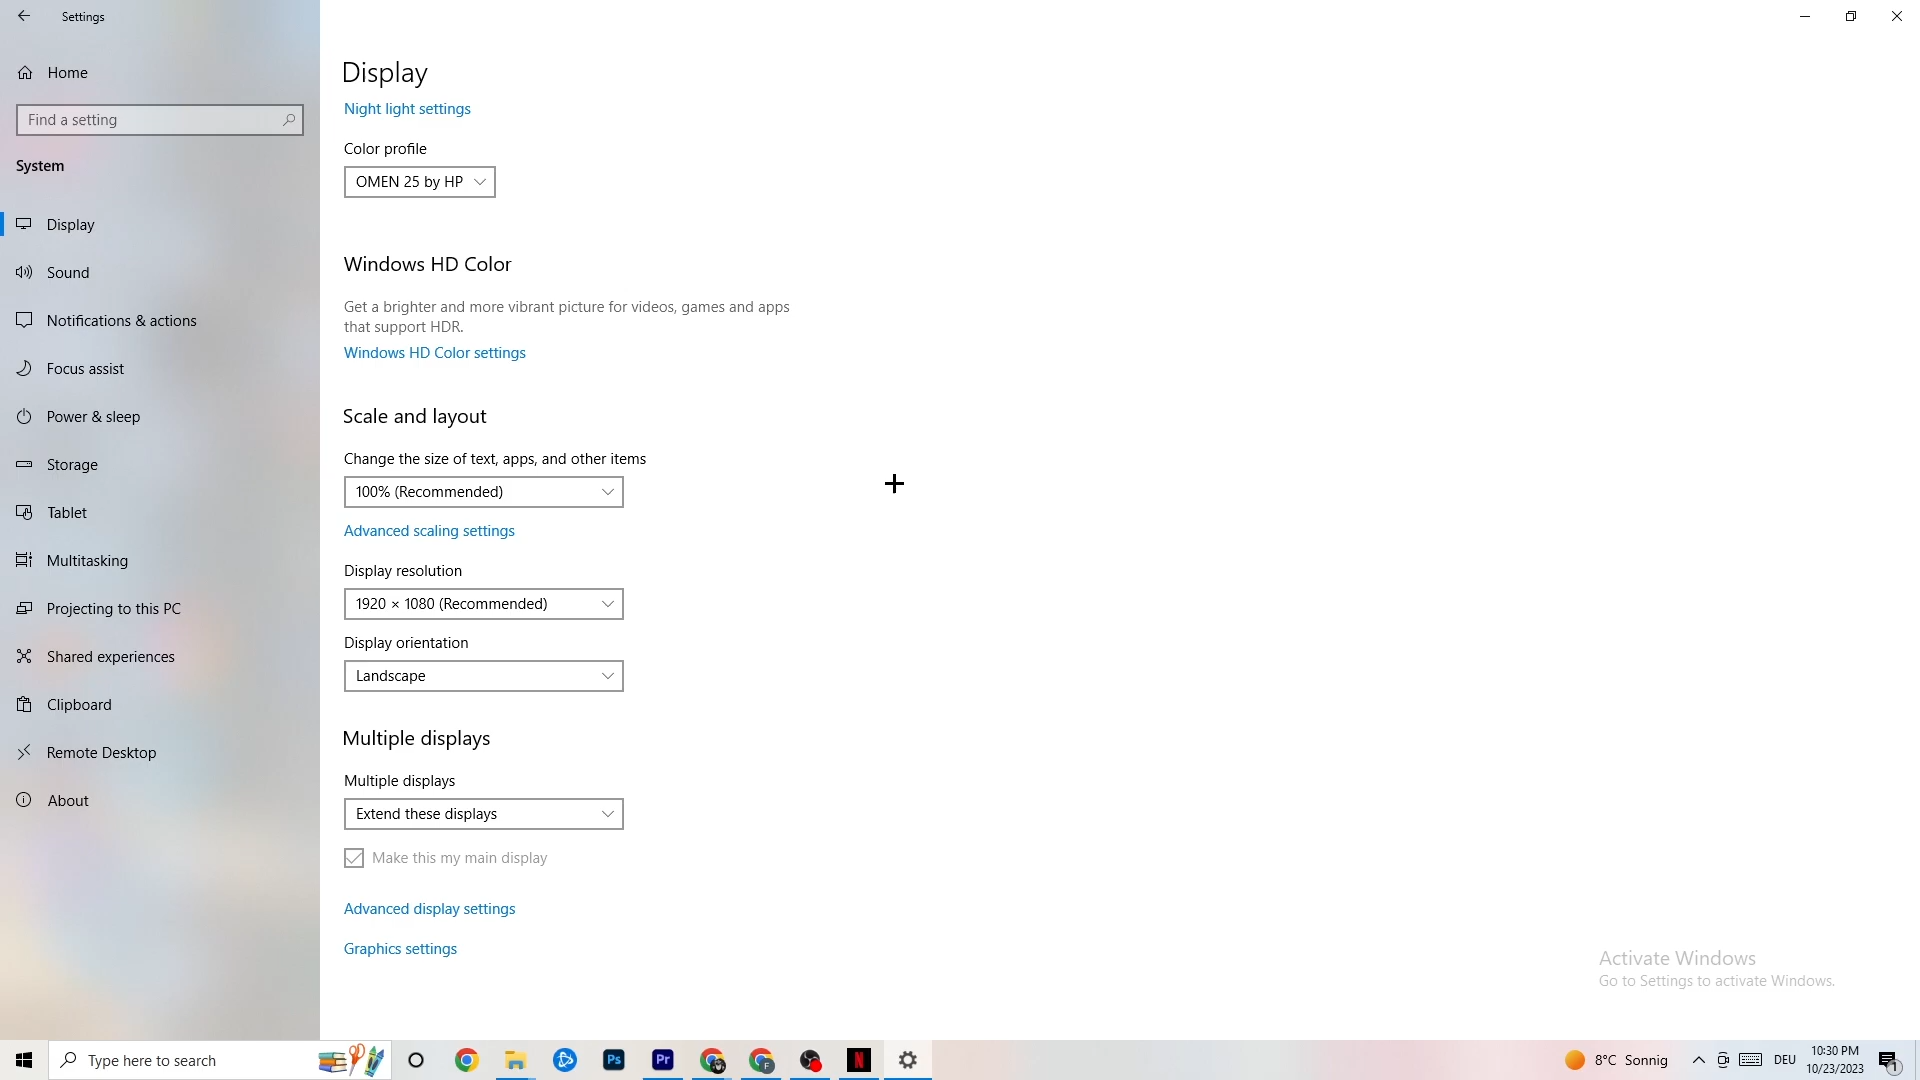 Settings
Home
Find a setting
System
Display
Sound
Notifications & actions
Focus assist
Power & sleep
Storage
Tablet
Multitasking
Projecting to this PC
Shared experiences
Clipboard
Remote Desktop
About
Display
Night light settings
Color profile
OMEN 25 by HP
Windows HD Color
Get a brighter and more vibrant picture for videos, games and apps
that support HDR.
Windows HD Color settings
Scale and layout
Change the size of text, apps, and other items
100% (Recommended)
Advanced scaling settings
Display resolution
1920 × 1080 (Recommended)
Display orientation
Landscape
Multiple displays
Multiple displays
Extend these displays
Make this my main display
Advanced display settings
Graphics settings
Activate Windows
Go to Settings to activate Windows.
Type here to search
Ps
Pr
F
N
8°C Sonnig
DEU
10:30 PM
10/23/2023
1